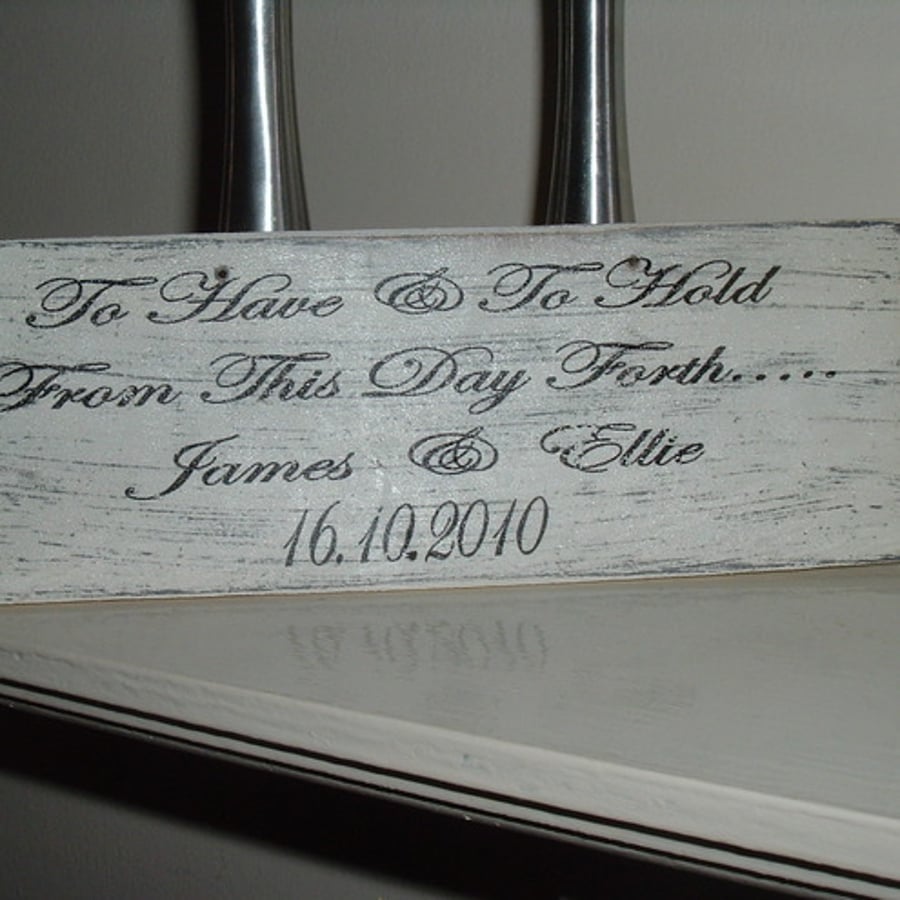 To Have & To Hold
From This Day Forth.....
James & Ellie
16.10.2010